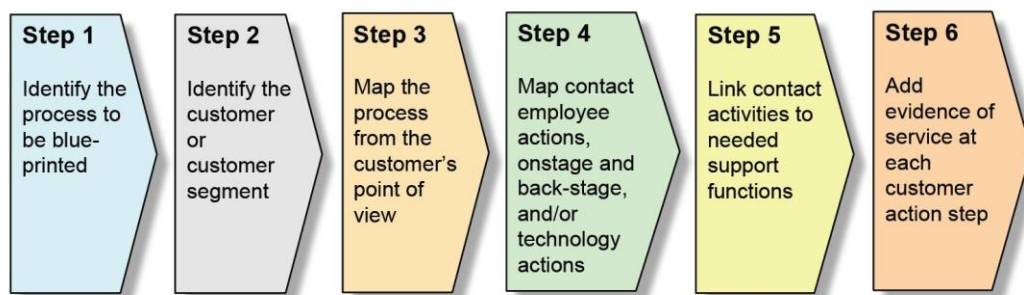 Step 1
Identify the
process to
be blue-
printed
Step 2
Identify the
customer
or
customer
segment
Step 3
Map the
process
from the
customer's
point of
view
Step 4
Map contact
employee
actions,
onstage and
back-stage,
and/or
technology
actions
Step 5
Link contact
activities to
needed
support
functions
Step 6
Add
evidence of
service at
each
customer
action step